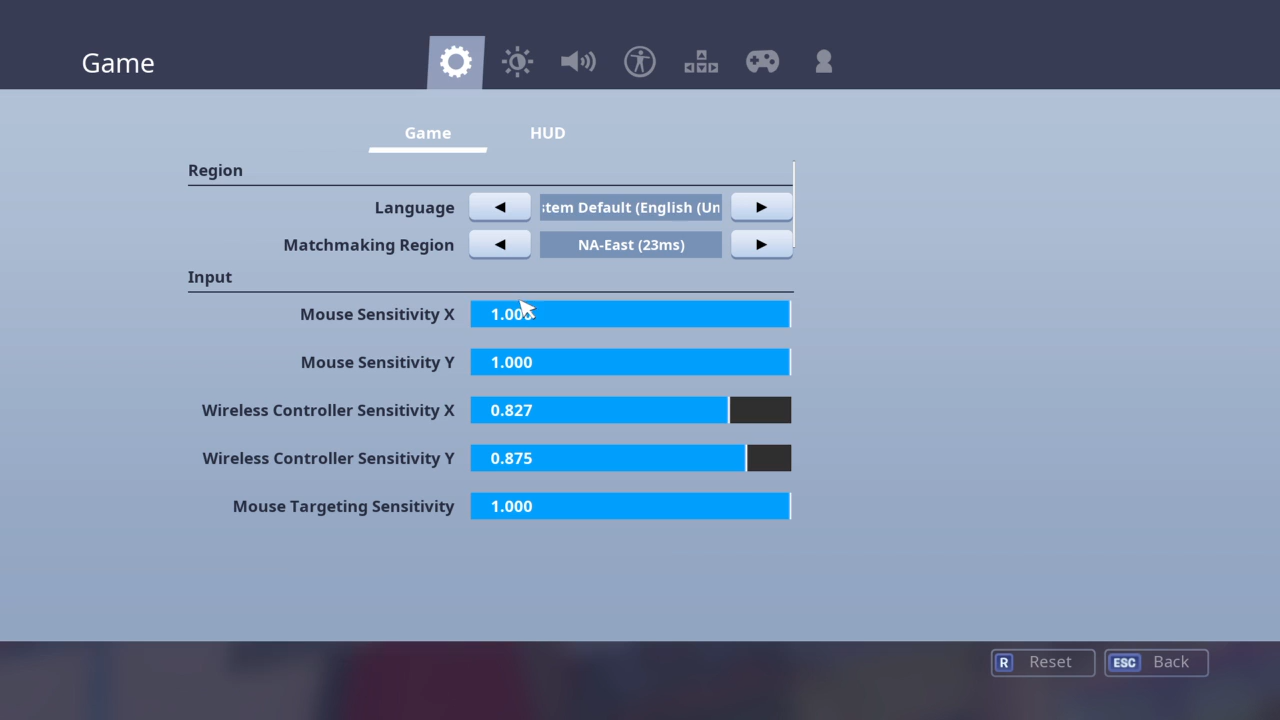 Game
Game HUD
Region
Language ◀ stem Default (English (Un ▶
Matchmaking Region ◀ NA-East (23ms) ▶
Input
Mouse Sensitivity X 1.000
Mouse Sensitivity Y 1.000
Wireless Controller Sensitivity X 0.827
Wireless Controller Sensitivity Y 0.875
Mouse Targeting Sensitivity 1.000
R Reset ESC Back